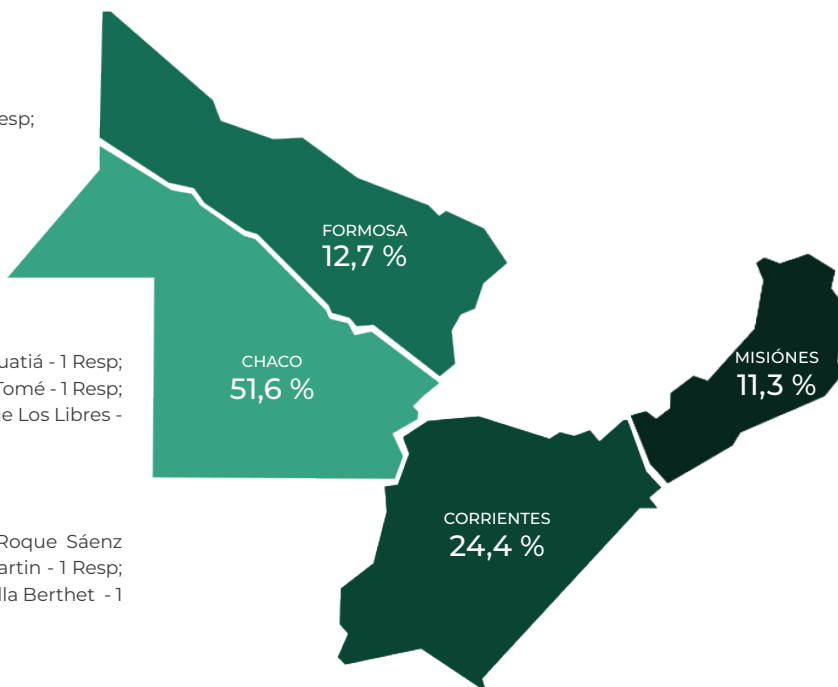 esp;
uatiá - 1 Resp;
Tomé - 1 Resp;
e Los Libres -
Roque Sáenz
artin - 1 Resp;
lla Berthet - 1
FORMOSA
12,7 %
CHACO
51,6 %
MISIÓNES
11,3 %
CORRIENTES
24,4 %